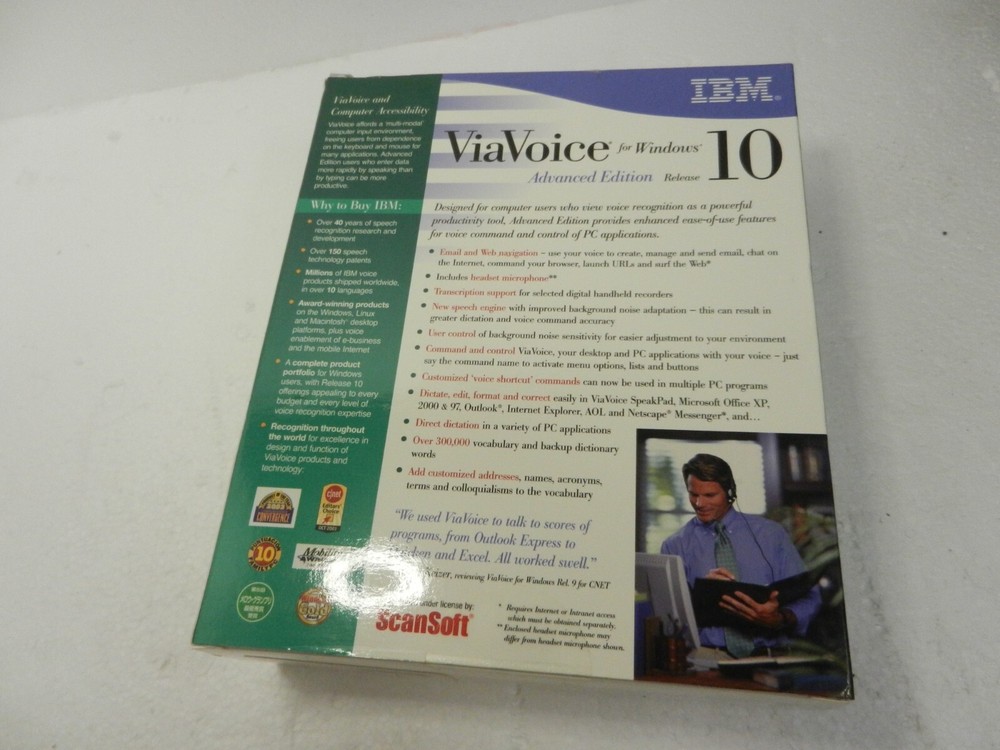 ViaVoice and
Computer Accessibility
ViaVoice affords a 'multi-modal'
computer input environment,
freeing users from dependence
on the keyboard and mouse for
many applications. Advanced
Edition users who enter data
more rapidly by speaking than
by typing can be more
productive.
Why to Buy IBM:
• Over 40 years of speech
recognition research and
development
• Over 150 speech
technology patents
• Millions of IBM voice
products shipped worldwide,
in over 10 languages
• Award-winning products
on the Windows, Linux
and Macintosh desktop
platforms, plus voice
enablement of e-business
and the mobile Internet
• A complete product
portfolio for Windows
users, with Release 10
offerings appealing to every
budget and every level of
voice recognition expertise
• Recognition throughout
the world for excellence in
design and function of
ViaVoice products and
technology:
CONVERGENCE
cnet
Editors'
Choice
10
Mobility
IBM®
ViaVoice® for Windows® 10
Advanced Edition Release
Designed for computer users who view voice recognition as a powerful
productivity tool, Advanced Edition provides enhanced ease-of-use features
for voice command and control of PC applications.
• Email and Web navigation – use your voice to create, manage and send email, chat on
the Internet, command your browser, launch URLs and surf the Web*
• Includes headset microphone**
• Transcription support for selected digital handheld recorders
• New speech engine with improved background noise adaptation – this can result in
greater dictation and voice command accuracy
• User control of background noise sensitivity for easier adjustment to your environment
• Command and control ViaVoice, your desktop and PC applications with your voice – just
say the command name to activate menu options, lists and buttons
• Customized 'voice shortcut' commands can now be used in multiple PC programs
• Dictate, edit, format and correct easily in ViaVoice SpeakPad, Microsoft Office XP,
2000 & 97, Outlook®, Internet Explorer, AOL and Netscape® Messenger*, and...
• Direct dictation in a variety of PC applications
• Over 300,000 vocabulary and backup dictionary
words
• Add customized addresses, names, acronyms,
terms and colloquialisms to the vocabulary
"We used ViaVoice to talk to scores of
programs, from Outlook Express to
and Excel. All worked swell."
reviewing ViaVoice for Windows Rel. 9 for CNET
under license by:
ScanSoft®
* Requires Internet or Intranet access
which must be obtained separately.
** Enclosed headset microphone may
differ from headset microphone shown.